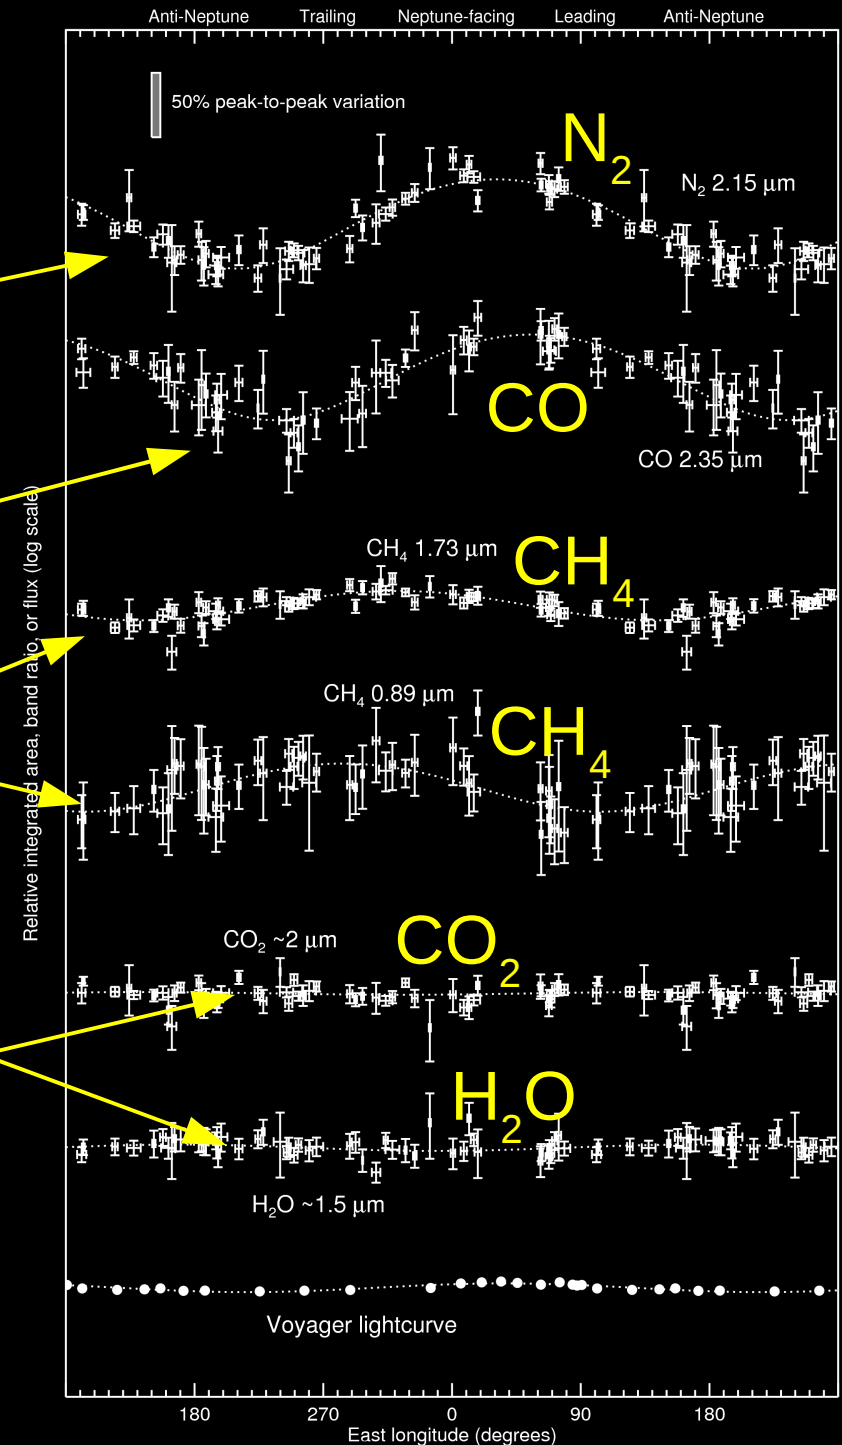 Anti-Neptune Trailing Neptune-facing Leading Anti-Neptune
50% peak-to-peak variation
N₂
N₂ 2.15 μm
CO
CO 2.35 μm
CH₄ 1.73 μm
CH₄
Relative integrated area, band ratio, or flux (log scale)
CH₄ 0.89 μm
CH₄
CO₂ ~2 μm
CO₂
H₂O
H₂O ~1.5 μm
Voyager lightcurve
180 270 0 90 180
East longitude (degrees)